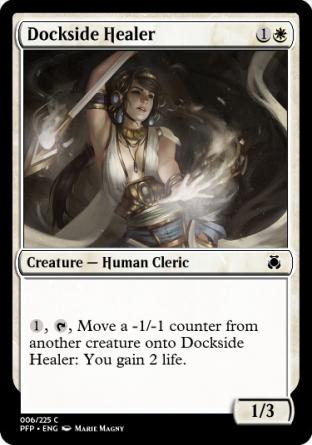 Dockside Healer 1
Creature — Human Cleric
1, Move a -1/-1 counter from
another creature onto Dockside
Healer: You gain 2 life.
1/3
006/225 C
PFP • ENG Marie Magny